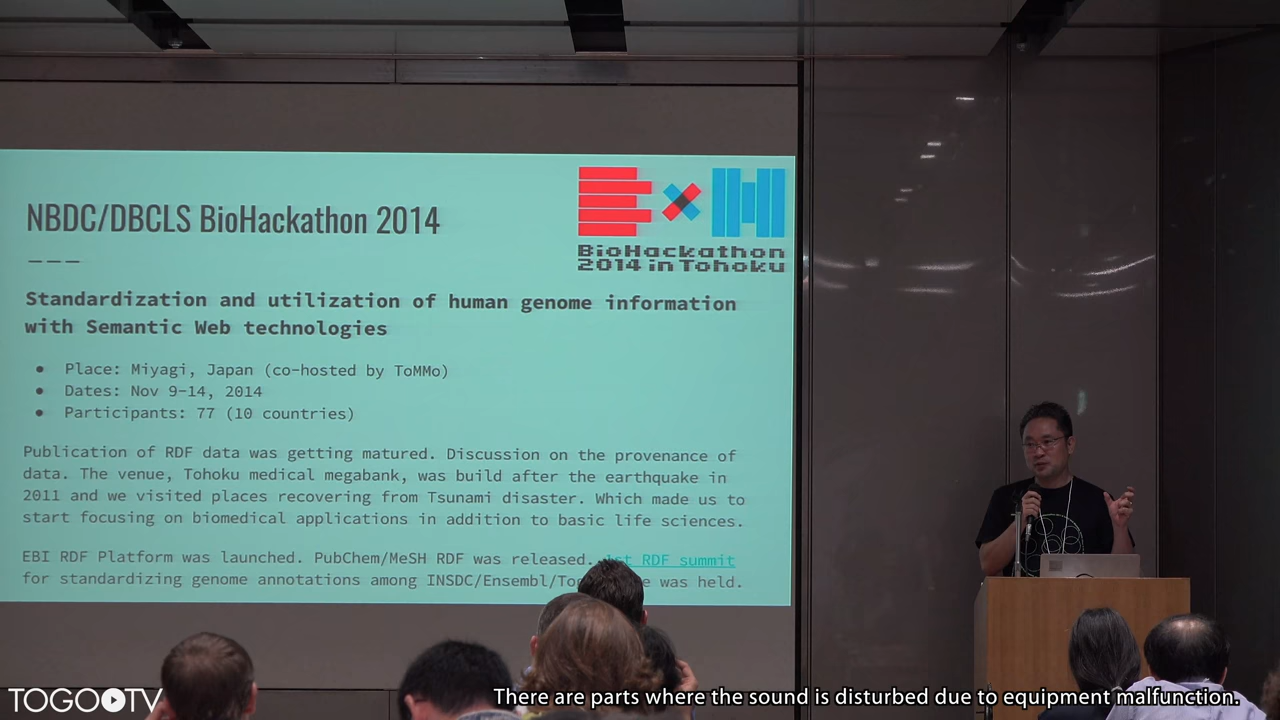 NBDC/DBCLS BioHackathon 2014
BioHackathon
2014 in Tohoku
Standardization and utilization of human genome information
with Semantic Web technologies
• Place: Miyagi, Japan (co-hosted by ToMMo)
• Dates: Nov 9-14, 2014
• Participants: 77 (10 countries)
Publication of RDF data was getting matured. Discussion on the provenance of
data. The venue, Tohoku medical megabank, was build after the earthquake in
2011 and we visited places recovering from Tsunami disaster. Which made us to
start focusing on biomedical applications in addition to basic life sciences.
EBI RDF Platform was launched. PubChem/MeSH RDF was released. RDF summit
for standardizing genome annotations among INSDC/Ensembl/ was held.
TOGO TV
There are parts where the sound is disturbed due to equipment malfunction.